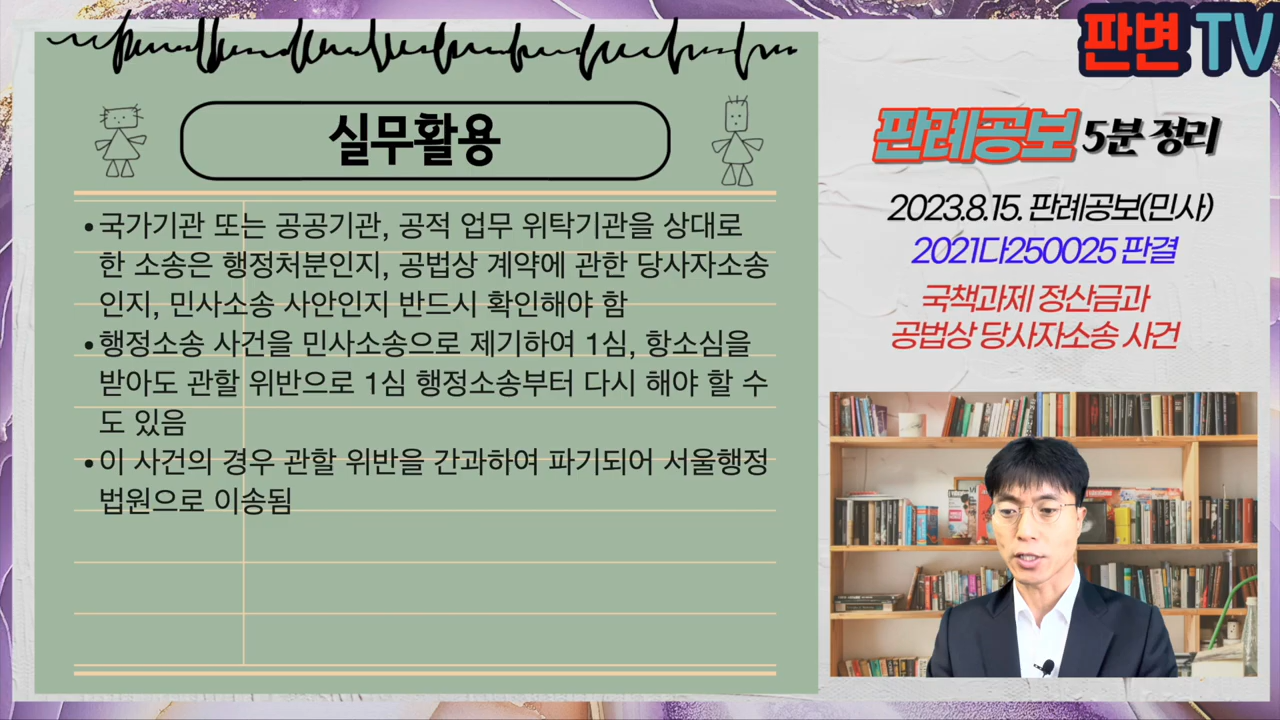 판변 TV
실무활용
•국가기관 또는 공공기관, 공적 업무 위탁기관을 상대로
한 소송은 행정처분인지, 공법상 계약에 관한 당사자소송
인지, 민사소송 사안인지 반드시 확인해야 함
•행정소송 사건을 민사소송으로 제기하여 1심, 항소심을
받아도 관할 위반으로 1심 행정소송부터 다시 해야 할 수
도 있음
•이 사건의 경우 관할 위반을 간과하여 파기되어 서울행정
법원으로 이송됨
판례공보 5분 정리
2023.8.15. 판례공보(민사)
2021다250025 판결
국책과제 정산금과
공법상 당사자소송 사건